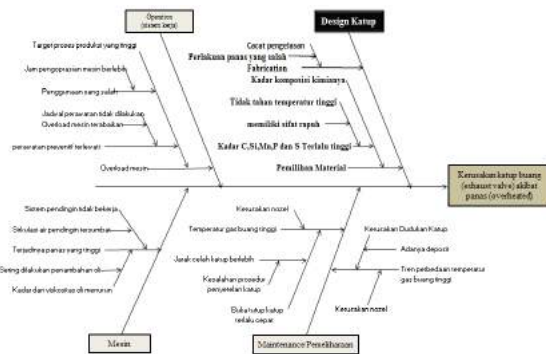 Operation
(sistem kerja)
Design Katup
Target proses produksi yang tinggi
Jam pengoprasian mesin berlebih
Penggunaan yang salah
Jadwal perawatan tidak dilakukan
Overload mesin terabaikan
perawatan preventif terlewati
Overload mesin
Cacat pengelasan
Perlakuan panas yang salah
Fabrication
Kadar komposisi kimianya
Tidak tahan temperatur tinggi
memiliki sifat rapuh
Kadar C,Si,Mn,P dan S Terlalu tinggi
Pemilihan Material
Kerusakan katup buang
(exhaust valve) akibat
panas (overheated)
Sistem pendingin tidak bekerja
Sirkulasi air pendingin tersumbat
Terjadinya panas yang tinggi
Sering dilakukan penambahan oli
Kadar dari viskositas oli menurun
Mesin
Kerusakan nozel
Temperatur gas buang tinggi
Jarak celah katup berlebih
Kesalahan prosedur
penyetelan katup
Buka tutup katup
terlalu cepat
Kerusakan Dudukan Katup
Adanya deposit
Tren perbedaan temperatur
gas buang tinggi
Kerusakan nozel
Maintenance Pemeliharaan